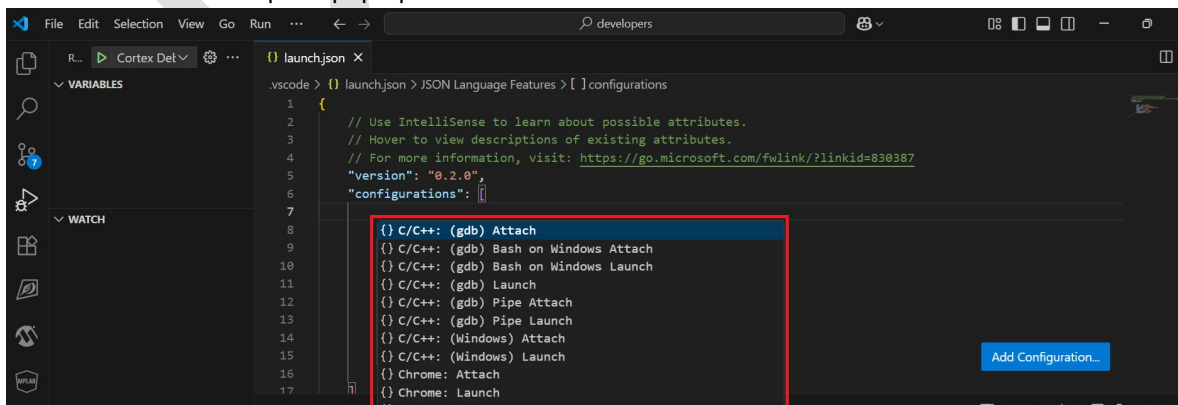 File Edit Selection View Go Run ··· ← → developers
R... Cortex Det ···
{} launch.json ×
VARIABLES
.vscode > {} launch.json > JSON Language Features > [ ] configurations
1 {
2 // Use IntelliSense to learn about possible attributes.
3 // Hover to view descriptions of existing attributes.
4 // For more information, visit: https://go.microsoft.com/fwlink/?linkid=830387
5 "version": "0.2.0",
6 "configurations": [
7
WATCH
8 {} C/C++: (gdb) Attach
9 {} C/C++: (gdb) Bash on Windows Attach
10 {} C/C++: (gdb) Bash on Windows Launch
11 {} C/C++: (gdb) Launch
12 {} C/C++: (gdb) Pipe Attach
13 {} C/C++: (gdb) Pipe Launch
14 {} C/C++: (Windows) Attach
15 {} C/C++: (Windows) Launch
Add Configuration...
16 {} Chrome: Attach
17 ] {} Chrome: Launch
7
MPLAB